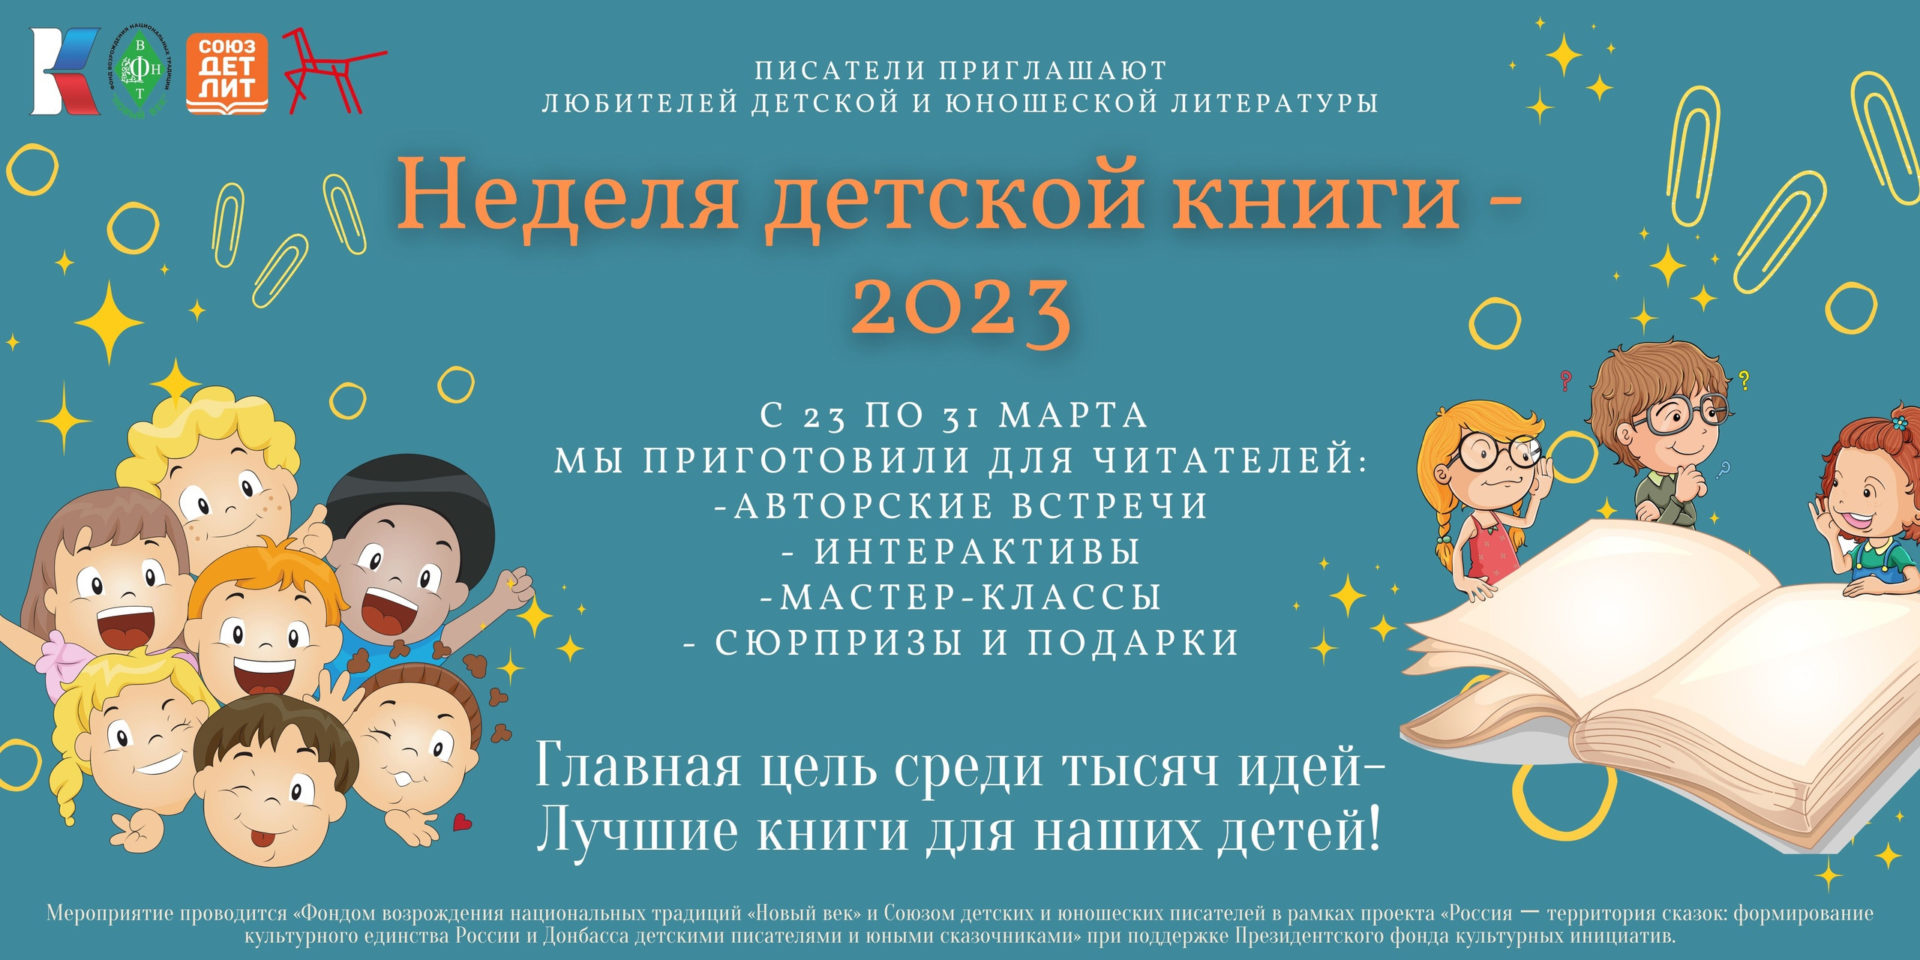 СОЮЗ
ДЕТ
ЛИТ
В
Ф Н
Т
ПИСАТЕЛИ ПРИГЛАШАЮТ
ЛЮБИТЕЛЕЙ ДЕТСКОЙ И ЮНОШЕСКОЙ ЛИТЕРАТУРЫ
Неделя детской книги -
2023
С 23 ПО 31 МАРТА
МЫ ПРИГОТОВИЛИ ДЛЯ ЧИТАТЕЛЕЙ:
-АВТОРСКИЕ ВСТРЕЧИ
- ИНТЕРАКТИВЫ
-МАСТЕР-КЛАССЫ
- СЮРПРИЗЫ И ПОДАРКИ
Главная цель среди тысяч идей-
Лучшие книги для наших детей!
Мероприятие проводится «Фондом возрождения национальных традиций «Новый век» и Союзом детских и юношеских писателей в рамках проекта «Россия — территория сказок: формирование
культурного единства России и Донбасса детскими писателями и юными сказочниками» при поддержке Президентского фонда культурных инициатив.